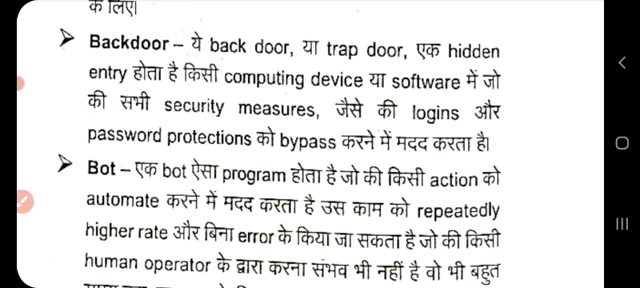 के लिए।
➤ Backdoor – ये back door, या trap door, एक hidden
entry होता है किसी computing device या software में जो
की सभी security measures, जैसे की logins और
password protections को bypass करने में मदद करता है।
➤ Bot – एक bot ऐसा program होता है जो की किसी action को
automate करने में मदद करता है उस काम को repeatedly
higher rate और बिना error के किया जा सकता है जो की किसी
human operator के द्वारा करना संभव भी नहीं है वो भी बहुत